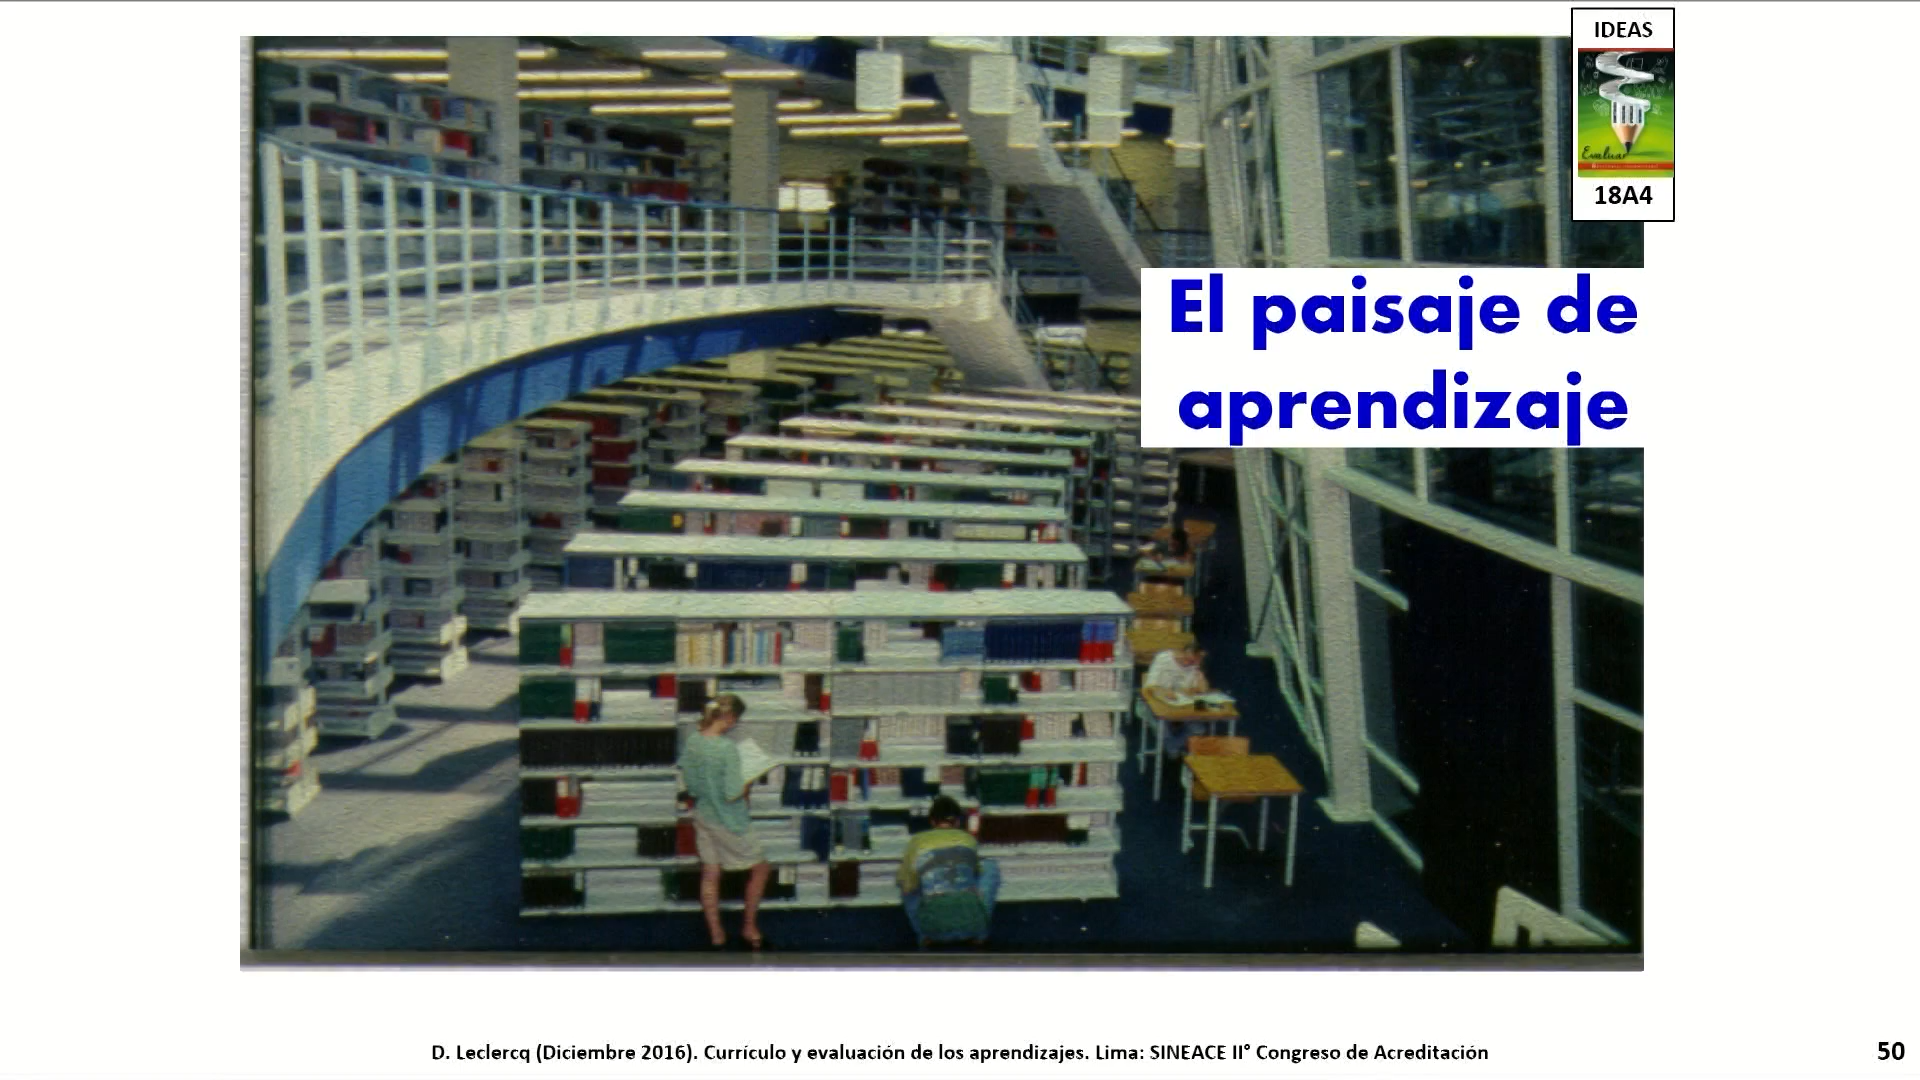 IDEAS
Evaluar
18A4
El paisaje de
aprendizaje
D. Leclercq (Diciembre 2016). Currículo y evaluación de los aprendizajes. Lima: SINEACE II° Congreso de Acreditación
50